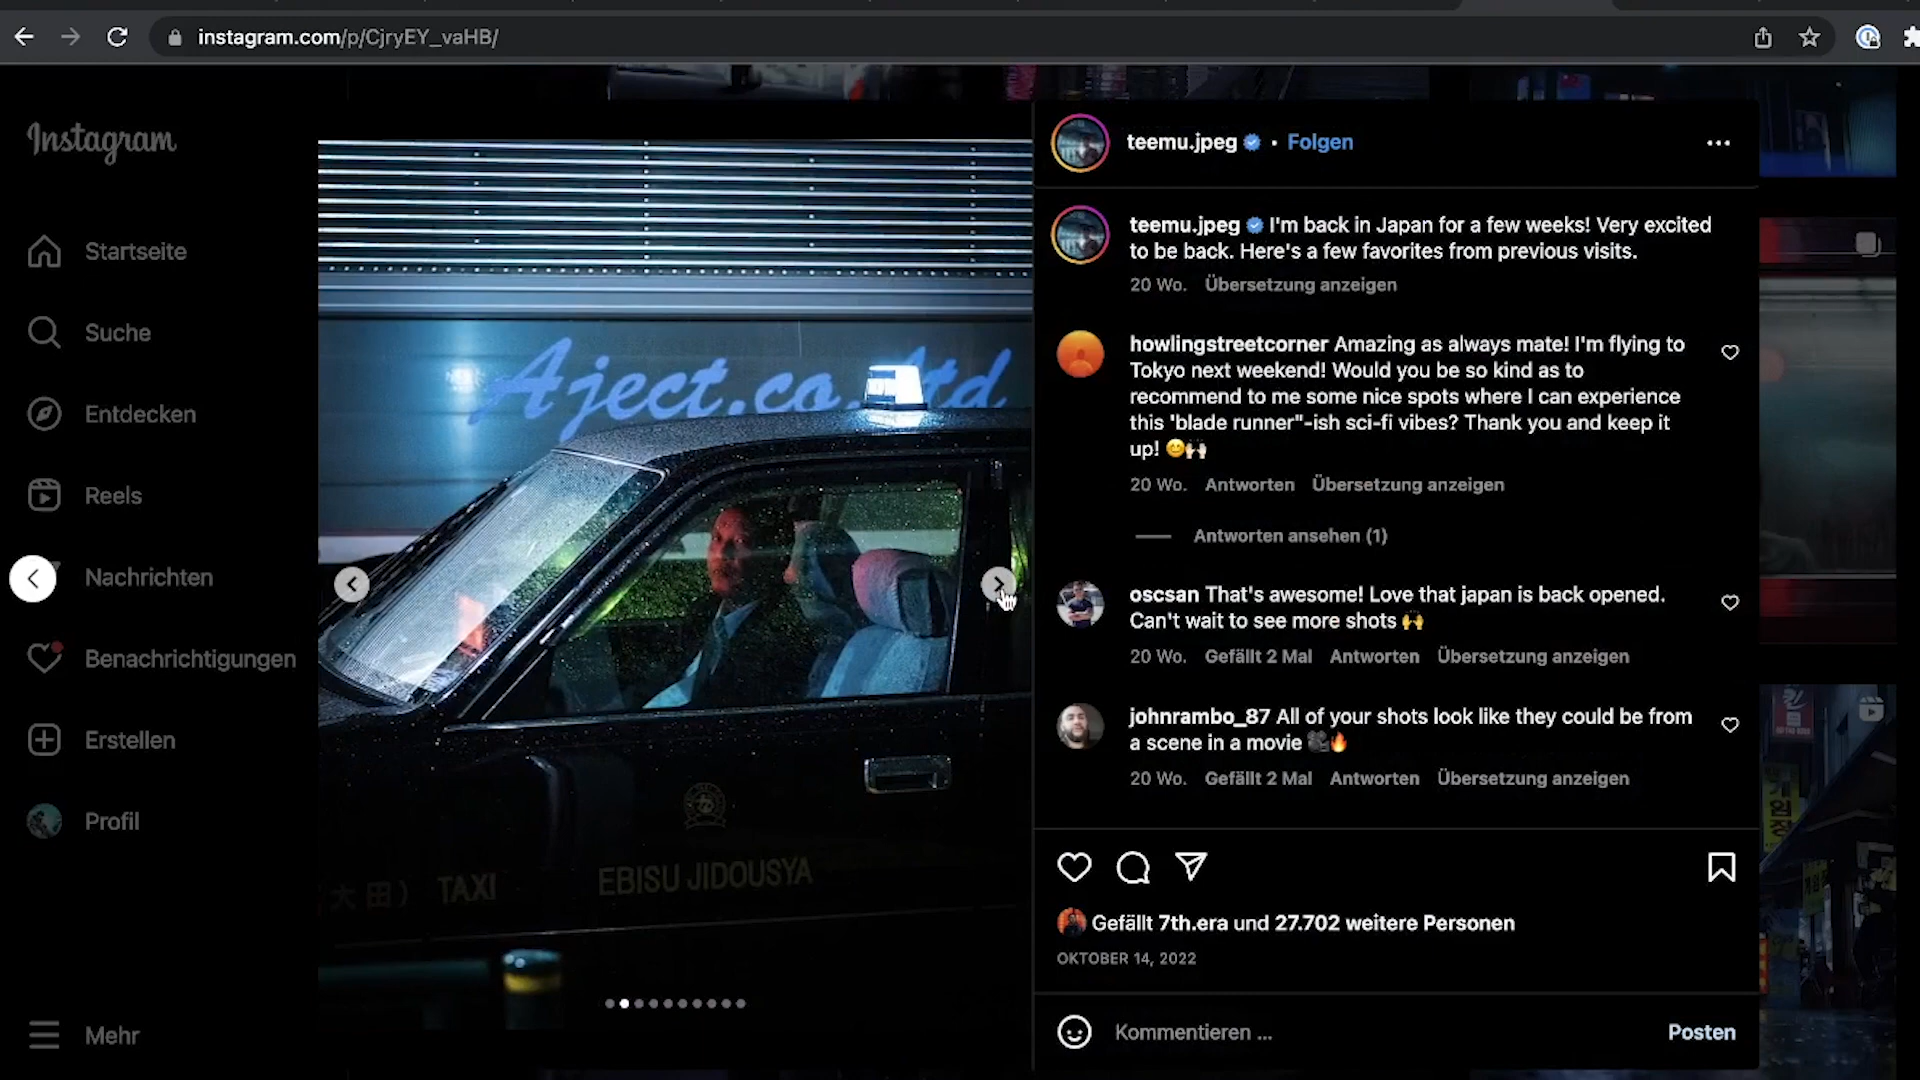 instagram.com/p/CjryEY_vaHB/
Instagram
Startseite
Suche
Entdecken
Reels
Nachrichten
Benachrichtigungen
Erstellen
Profil
Mehr
Aject.co.ltd
大田) TAXI EBISU JIDOUSYA
teemu.jpeg • Folgen
teemu.jpeg I'm back in Japan for a few weeks! Very excited
to be back. Here's a few favorites from previous visits.
20 Wo. Übersetzung anzeigen
howlingstreetcorner Amazing as always mate! I'm flying to
Tokyo next weekend! Would you be so kind as to
recommend to me some nice spots where I can experience
this 'blade runner"-ish sci-fi vibes? Thank you and keep it
up! 😊🙌🏻
20 Wo. Antworten Übersetzung anzeigen
Antworten ansehen (1)
oscsan That's awesome! Love that japan is back opened.
Can't wait to see more shots 🙌
20 Wo. Gefällt 2 Mal Antworten Übersetzung anzeigen
johnrambo_87 All of your shots look like they could be from
a scene in a movie 🎥🔥
20 Wo. Gefällt 2 Mal Antworten Übersetzung anzeigen
Gefällt 7th.era und 27.702 weitere Personen
OKTOBER 14, 2022
Kommentieren ...
Posten